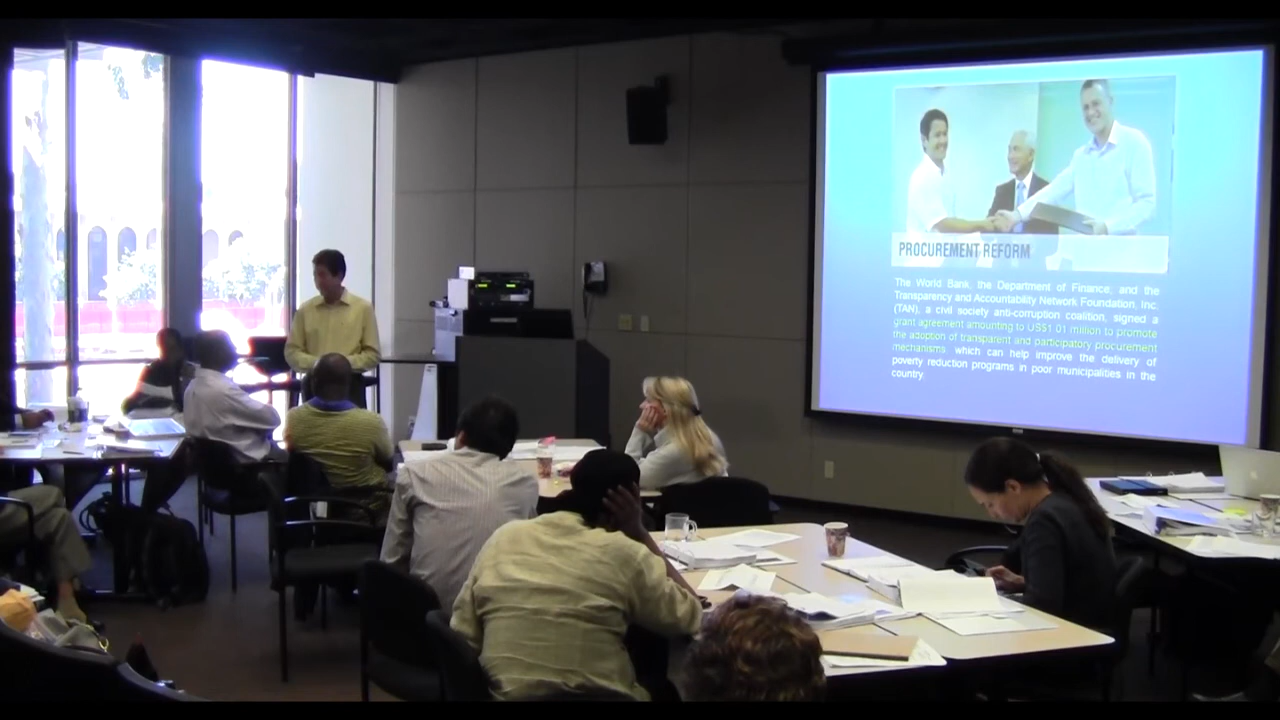 PROCUREMENT REFORM
The World Bank, the Department of Finance, and the
Transparency and Accountability Network Foundation, Inc.
(TAN), a civil society anti-corruption coalition, signed a
grant agreement amounting to US$1.01 million to promote
the adoption of transparent and participatory procurement
mechanisms, which can help improve the delivery of
poverty reduction programs in poor municipalities in the
country.